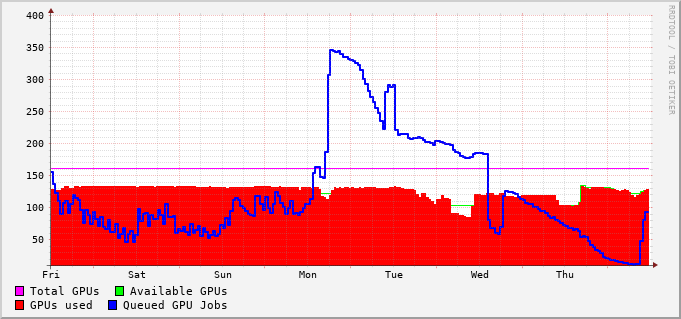 400
350
300
250
200
150
100
50
Fri Sat Sun Mon Tue Wed Thu
Total GPUs Available GPUs
GPUs used Queued GPU Jobs
RRDTOOL / TOBI OETIKER